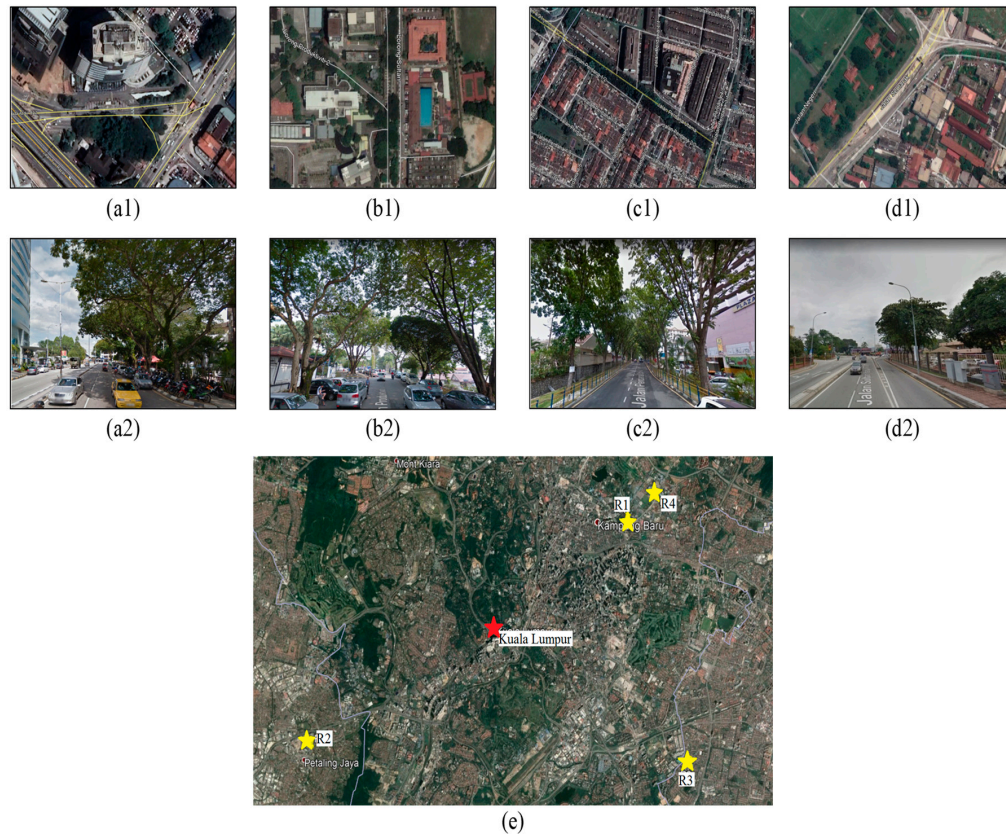 (a1)
(b1)
(c1)
(d1)
(a2)
(b2)
(c2)
(d2)
Mont Kiara
R4
R1
Kampung Baru
Kuala Lumpur
R2
Petaling Jaya
R3
(e)